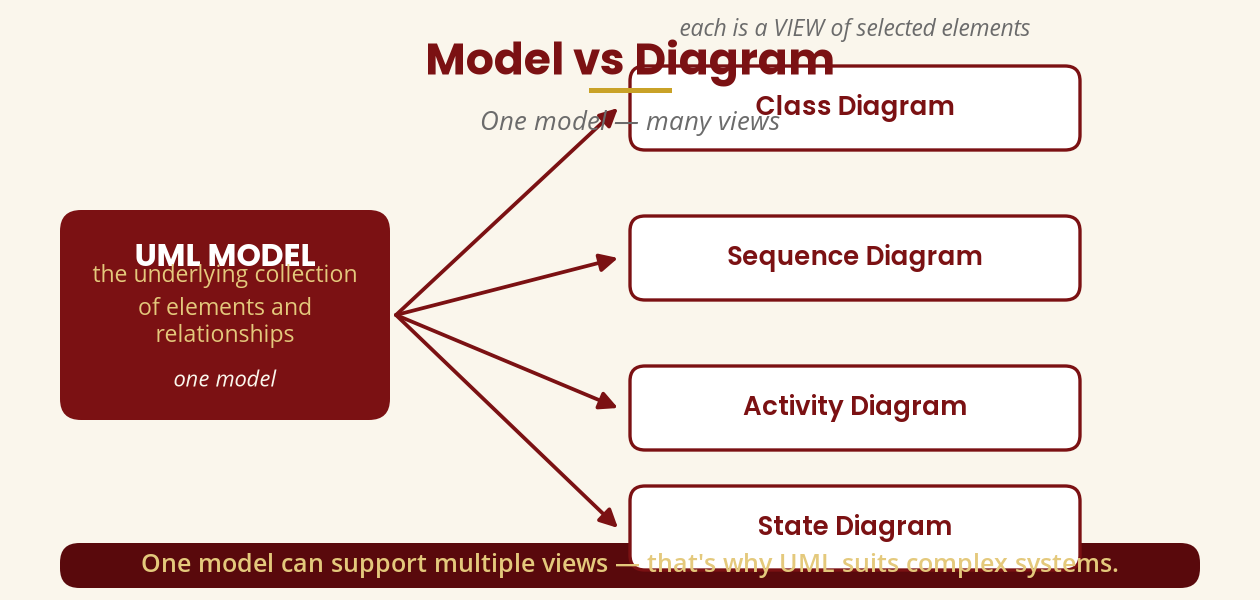 each is a VIEW of selected elements
Model vs Diagram
One model — many views
Class Diagram
UML MODEL
the underlying collection
of elements and
relationships
one model
Sequence Diagram
Activity Diagram
State Diagram
One model can support multiple views — that's why UML suits complex systems.